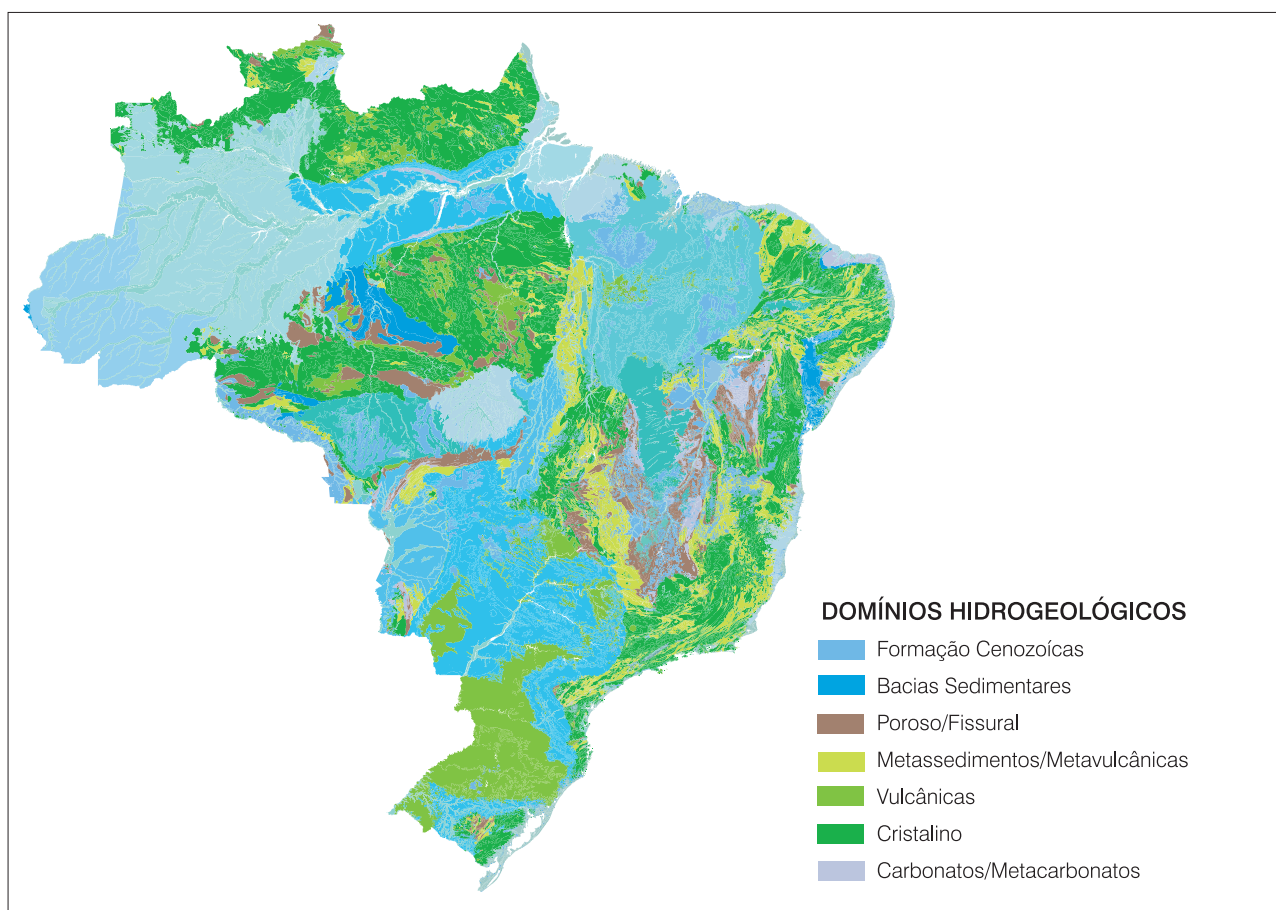 DOMÍNIOS HIDROGEOLÓGICOS
Formação Cenozoícas
Bacias Sedimentares
Poroso/Fissural
Metassedimentos/Metavulcânicas
Vulcânicas
Cristalino
Carbonatos/Metacarbonatos